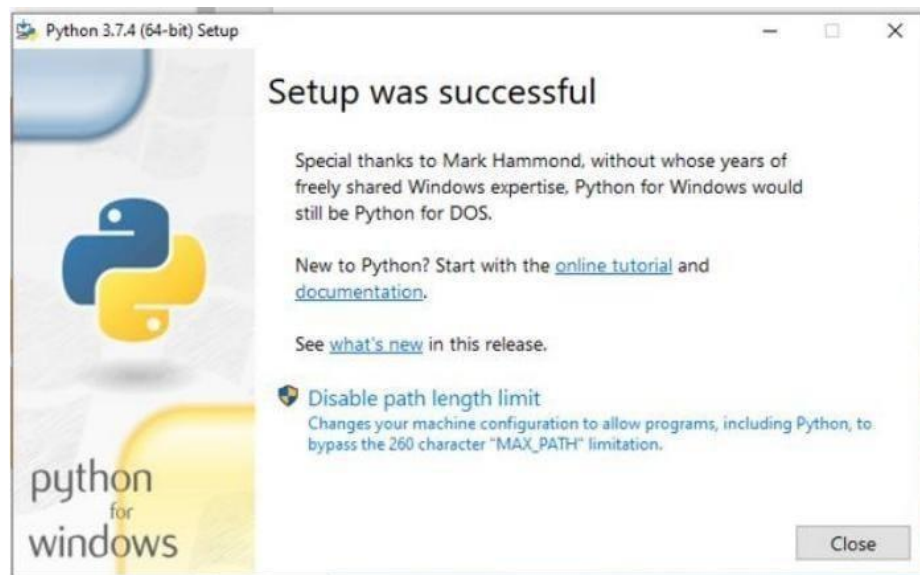 Python 3.7.4 (64-bit) Setup
Setup was successful
Special thanks to Mark Hammond, without whose years of
freely shared Windows expertise, Python for Windows would
still be Python for DOS.
New to Python? Start with the online tutorial and
documentation.
See what's new in this release.
Disable path length limit
Changes your machine configuration to allow programs, including Python, to
bypass the 260 character "MAX_PATH" limitation.
python
for
windows
Close